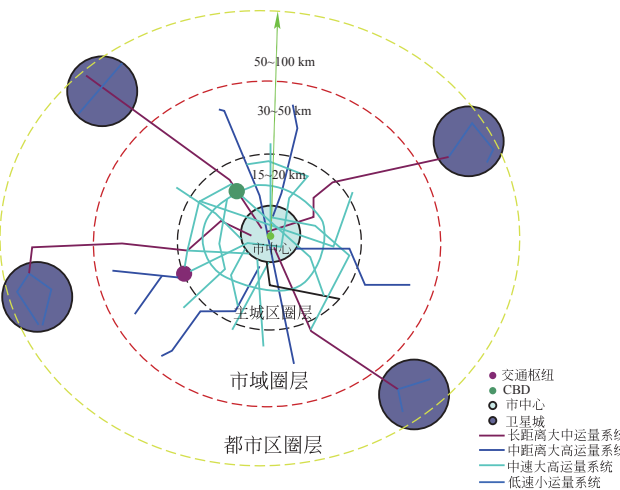 50~100 km
30~50 km
15~20 km
市中心
主城区圈层
市域圈层
都市区圈层
交通枢纽
CBD
市中心
卫星城
长距离大中运量系统
中距离大高运量系统
中速大高运量系统
低速小运量系统